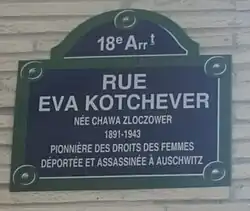 18e Arrt
RUE
EVA KOTCHEVER
NÉE CHAWA ZLOCZOWER
1891-1943
PIONNIÈRE DES DROITS DES FEMMES
DÉPORTÉE ET ASSASSINÉE À AUSCHWITZ